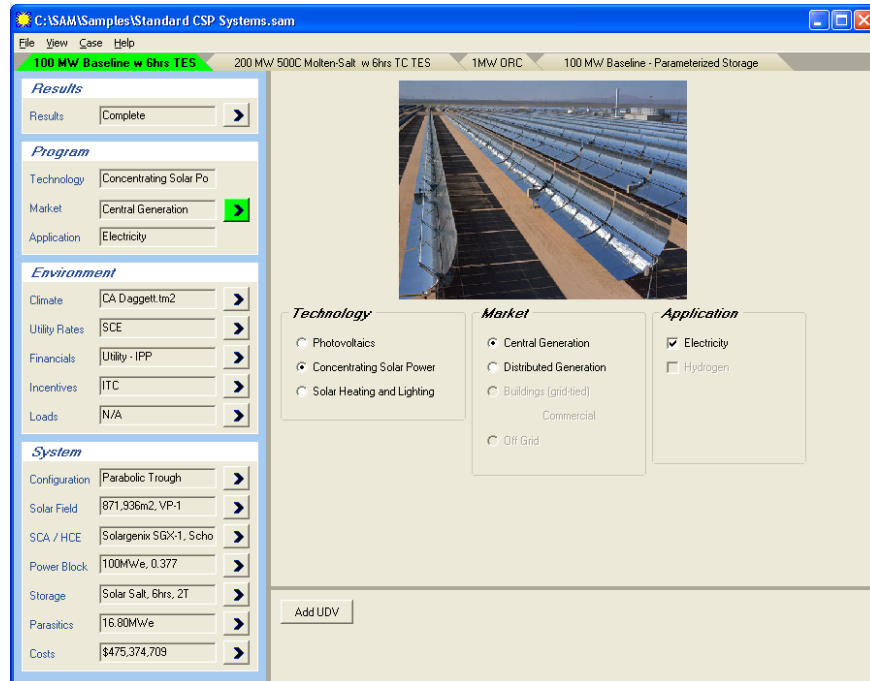 C:\SAM\Samples\Standard CSP Systems.sam
File View Case Help
100 MW Baseline w 6hrs TES 200 MW 500C Molten-Salt w 6hrs TC TES 1MW ORC 100 MW Baseline - Parameterized Storage
Results
Results Complete
Program
Technology Concentrating Solar Po
Market Central Generation
Application Electricity
Environment
Climate CA Daggett.tm2
Utility Rates SCE
Financials Utility - IPP
Incentives ITC
Loads N/A
System
Configuration Parabolic Trough
Solar Field 871,936m2, VP-1
SCA / HCE Solargenix SGX-1, Scho
Power Block 100MWe, 0.377
Storage Solar Salt, 6hrs, 2T
Parasitics 16.80MWe
Costs $475,374,709
Technology
Photovoltaics
Concentrating Solar Power
Solar Heating and Lighting
Market
Central Generation
Distributed Generation
Buildings (grid-tied)
Commercial
Off Grid
Application
Electricity
Hydrogen
Add UDV